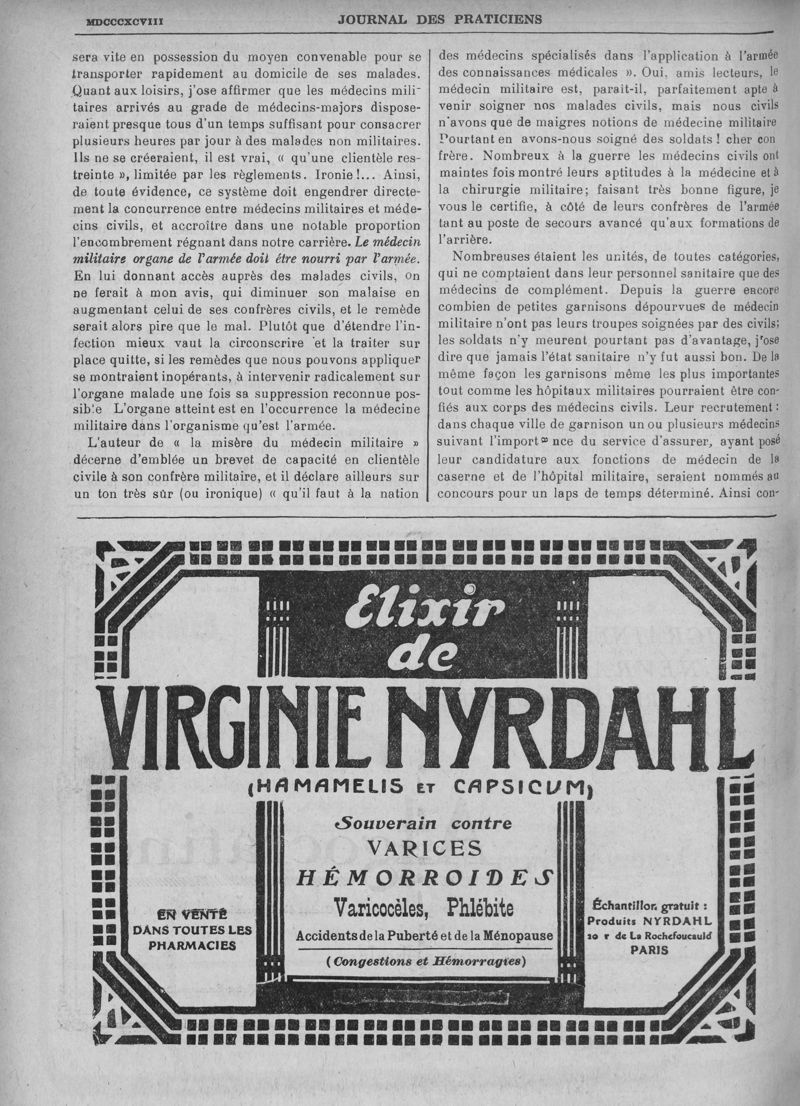 MDCCCXCVIII
JOURNAL DES PRATICIENS
sera vite en possession du moyen convenable pour se
transporter rapidement au domicile de ses malades.
Quant aux loisirs, j'ose affirmer que les médecins mili-
taires arrivés au grade de médecins-majors dispose-
raient presque tous d'un temps suffisant pour consacrer
plusieurs heures par jour à des malades non militaires.
Ils ne se créeraient, il est vrai, « qu'une clientèle res-
treinte », limitée par les règlements. Ironie !... Ainsi,
de toute évidence, ce système doit engendrer directe-
ment la concurrence entre médecins militaires et méde-
cins civils, et accroître dans une notable proportion
l'encombrement régnant dans notre carrière. Le médecin
militaire organe de l'armée doit être nourri par l'armée.
En lui donnant accès auprès des malades civils, on
ne ferait à mon avis, qui diminuer son malaise en
augmentant celui de ses confrères civils, et le remède
serait alors pire que le mal. Plutôt que d'étendre l'in-
fection mieux vaut la circonscrire et la traiter sur
place quitte, si les remèdes que nous pouvons appliquer
se montraient inopérants, à intervenir radicalement sur
l'organe malade une fois sa suppression reconnue pos-
sible L'organe atteint est en l'occurrence la médecine
militaire dans l'organisme qu'est l'armée.
L'auteur de « la misère du médecin militaire »
décerne d'emblée un brevet de capacité en clientèle
civile à son confrère militaire, et il déclare ailleurs sur
un ton très sûr (ou ironique) « qu'il faut à la nation
des médecins spécialisés dans l'application à l'armée
des connaissances médicales ». Oui, amis lecteurs, le
médecin militaire est, parait-il, parfaitement apte à
venir soigner nos malades civils, mais nous civils
n'avons que de maigres notions de médecine militaire
Pourtant en avons-nous soigné des soldats ! cher con
frère. Nombreux à la guerre les médecins civils ont
maintes fois montré leurs aptitudes à la médecine et à
la chirurgie militaire; faisant très bonne figure, je
vous le certifie, à côté de leurs confrères de l'armée
tant au poste de secours avancé qu'aux formations de
l'arrière.
Nombreuses étaient les unités, de toutes catégories,
qui ne comptaient dans leur personnel sanitaire que des
médecins de complément. Depuis la guerre encore
combien de petites garnisons dépourvues de médecin
militaire n'ont pas leurs troupes soignées par des civils;
les soldats n'y meurent pourtant pas d'avantage, j'ose
dire que jamais l'état sanitaire n'y fut aussi bon. De la
même façon les garnisons même les plus importantes
tout comme les hôpitaux militaires pourraient être con-
fiés aux corps des médecins civils. Leur recrutement :
dans chaque ville de garnison un ou plusieurs médecins
suivant l'import nce du service d'assurer, ayant posé
leur candidature aux fonctions de médecin de la
caserne et de l'hôpital militaire, seraient nommés au
concours pour un laps de temps déterminé. Ainsi con-
Elixir
de
VIRGINIE NYRDAHL
(HAMAMELIS ET CAPSICUM)
Souverain contre
VARICES
HÉMORROIDES
Varicocèles, Phlébite
Accidents de la Puberté et de la Ménopause
(Congestions et Hémorragies)
EN VENTE
DANS TOUTES LES
PHARMACIES
Échantillon gratuit :
Produits NYRDAHL
20 r de La Rochefoucauld
PARIS